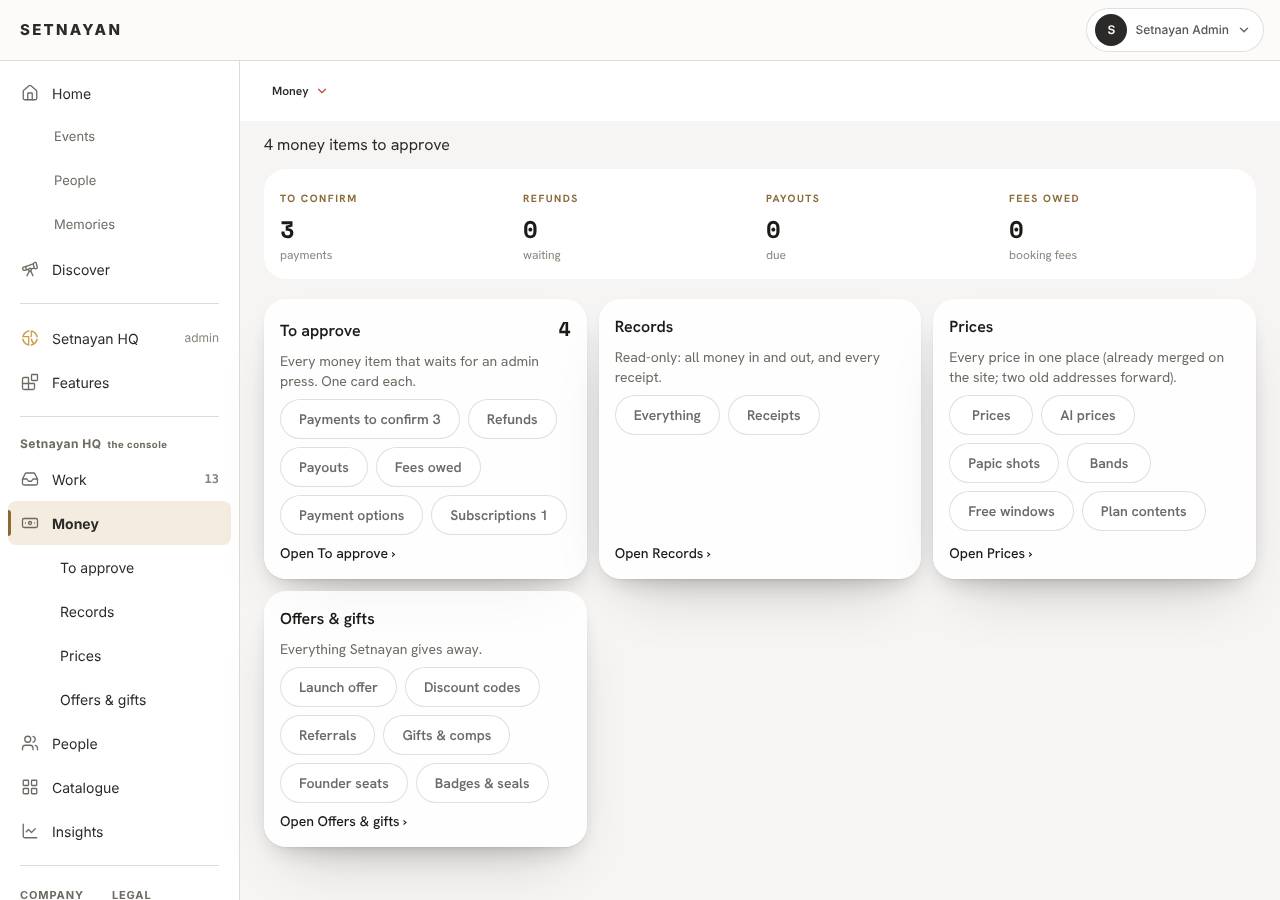 SETNAYAN
S
Setnayan Admin
Home
Events
People
Memories
Discover
Setnayan HQ admin
Features
Setnayan HQ the console
Work 13
Money
To approve
Records
Prices
Offers & gifts
People
Catalogue
Insights
COMPANY LEGAL
Money
4 money items to approve
TO CONFIRM
3
payments
REFUNDS
0
waiting
PAYOUTS
0
due
FEES OWED
0
booking fees
To approve 4
Every money item that waits for an admin
press. One card each.
Payments to confirm 3 Refunds
Payouts Fees owed
Payment options Subscriptions 1
Open To approve ›
Records
Read-only: all money in and out, and every
receipt.
Everything Receipts
Open Records ›
Prices
Every price in one place (already merged on
the site; two old addresses forward).
Prices AI prices
Papic shots Bands
Free windows Plan contents
Open Prices ›
Offers & gifts
Everything Setnayan gives away.
Launch offer Discount codes
Referrals Gifts & comps
Founder seats Badges & seals
Open Offers & gifts ›